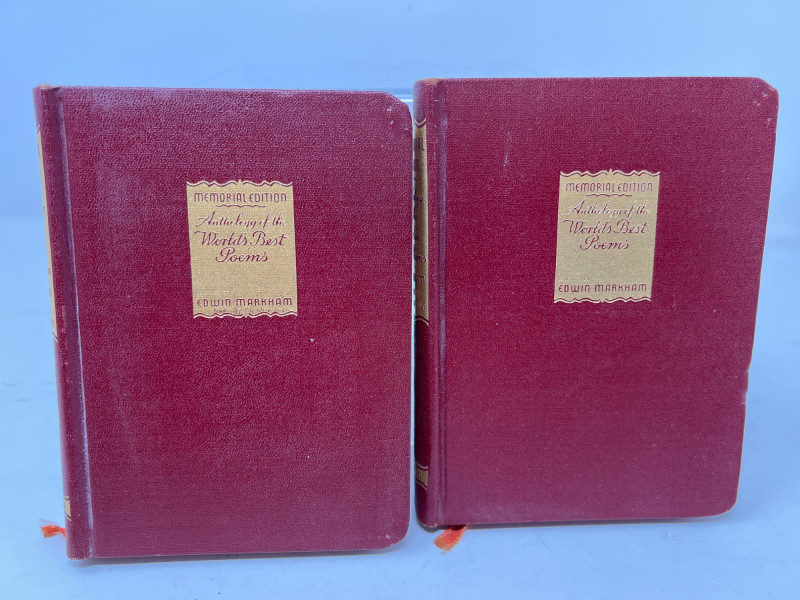 MEMORIAL EDITION
Anthology of the
World's Best
Poems
EDWIN MARKHAM
MEMORIAL EDITION
Anthology of the
World's Best
Poems
EDWIN MARKHAM